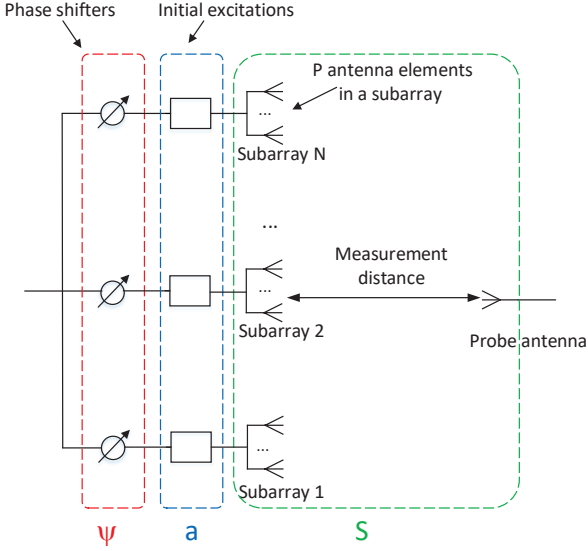 Phase shifters
Initial excitations
P antenna elements
in a subarray
...
Subarray N
...
Measurement
distance
...
Subarray 2
Probe antenna
...
Subarray 1
ψ
a
S